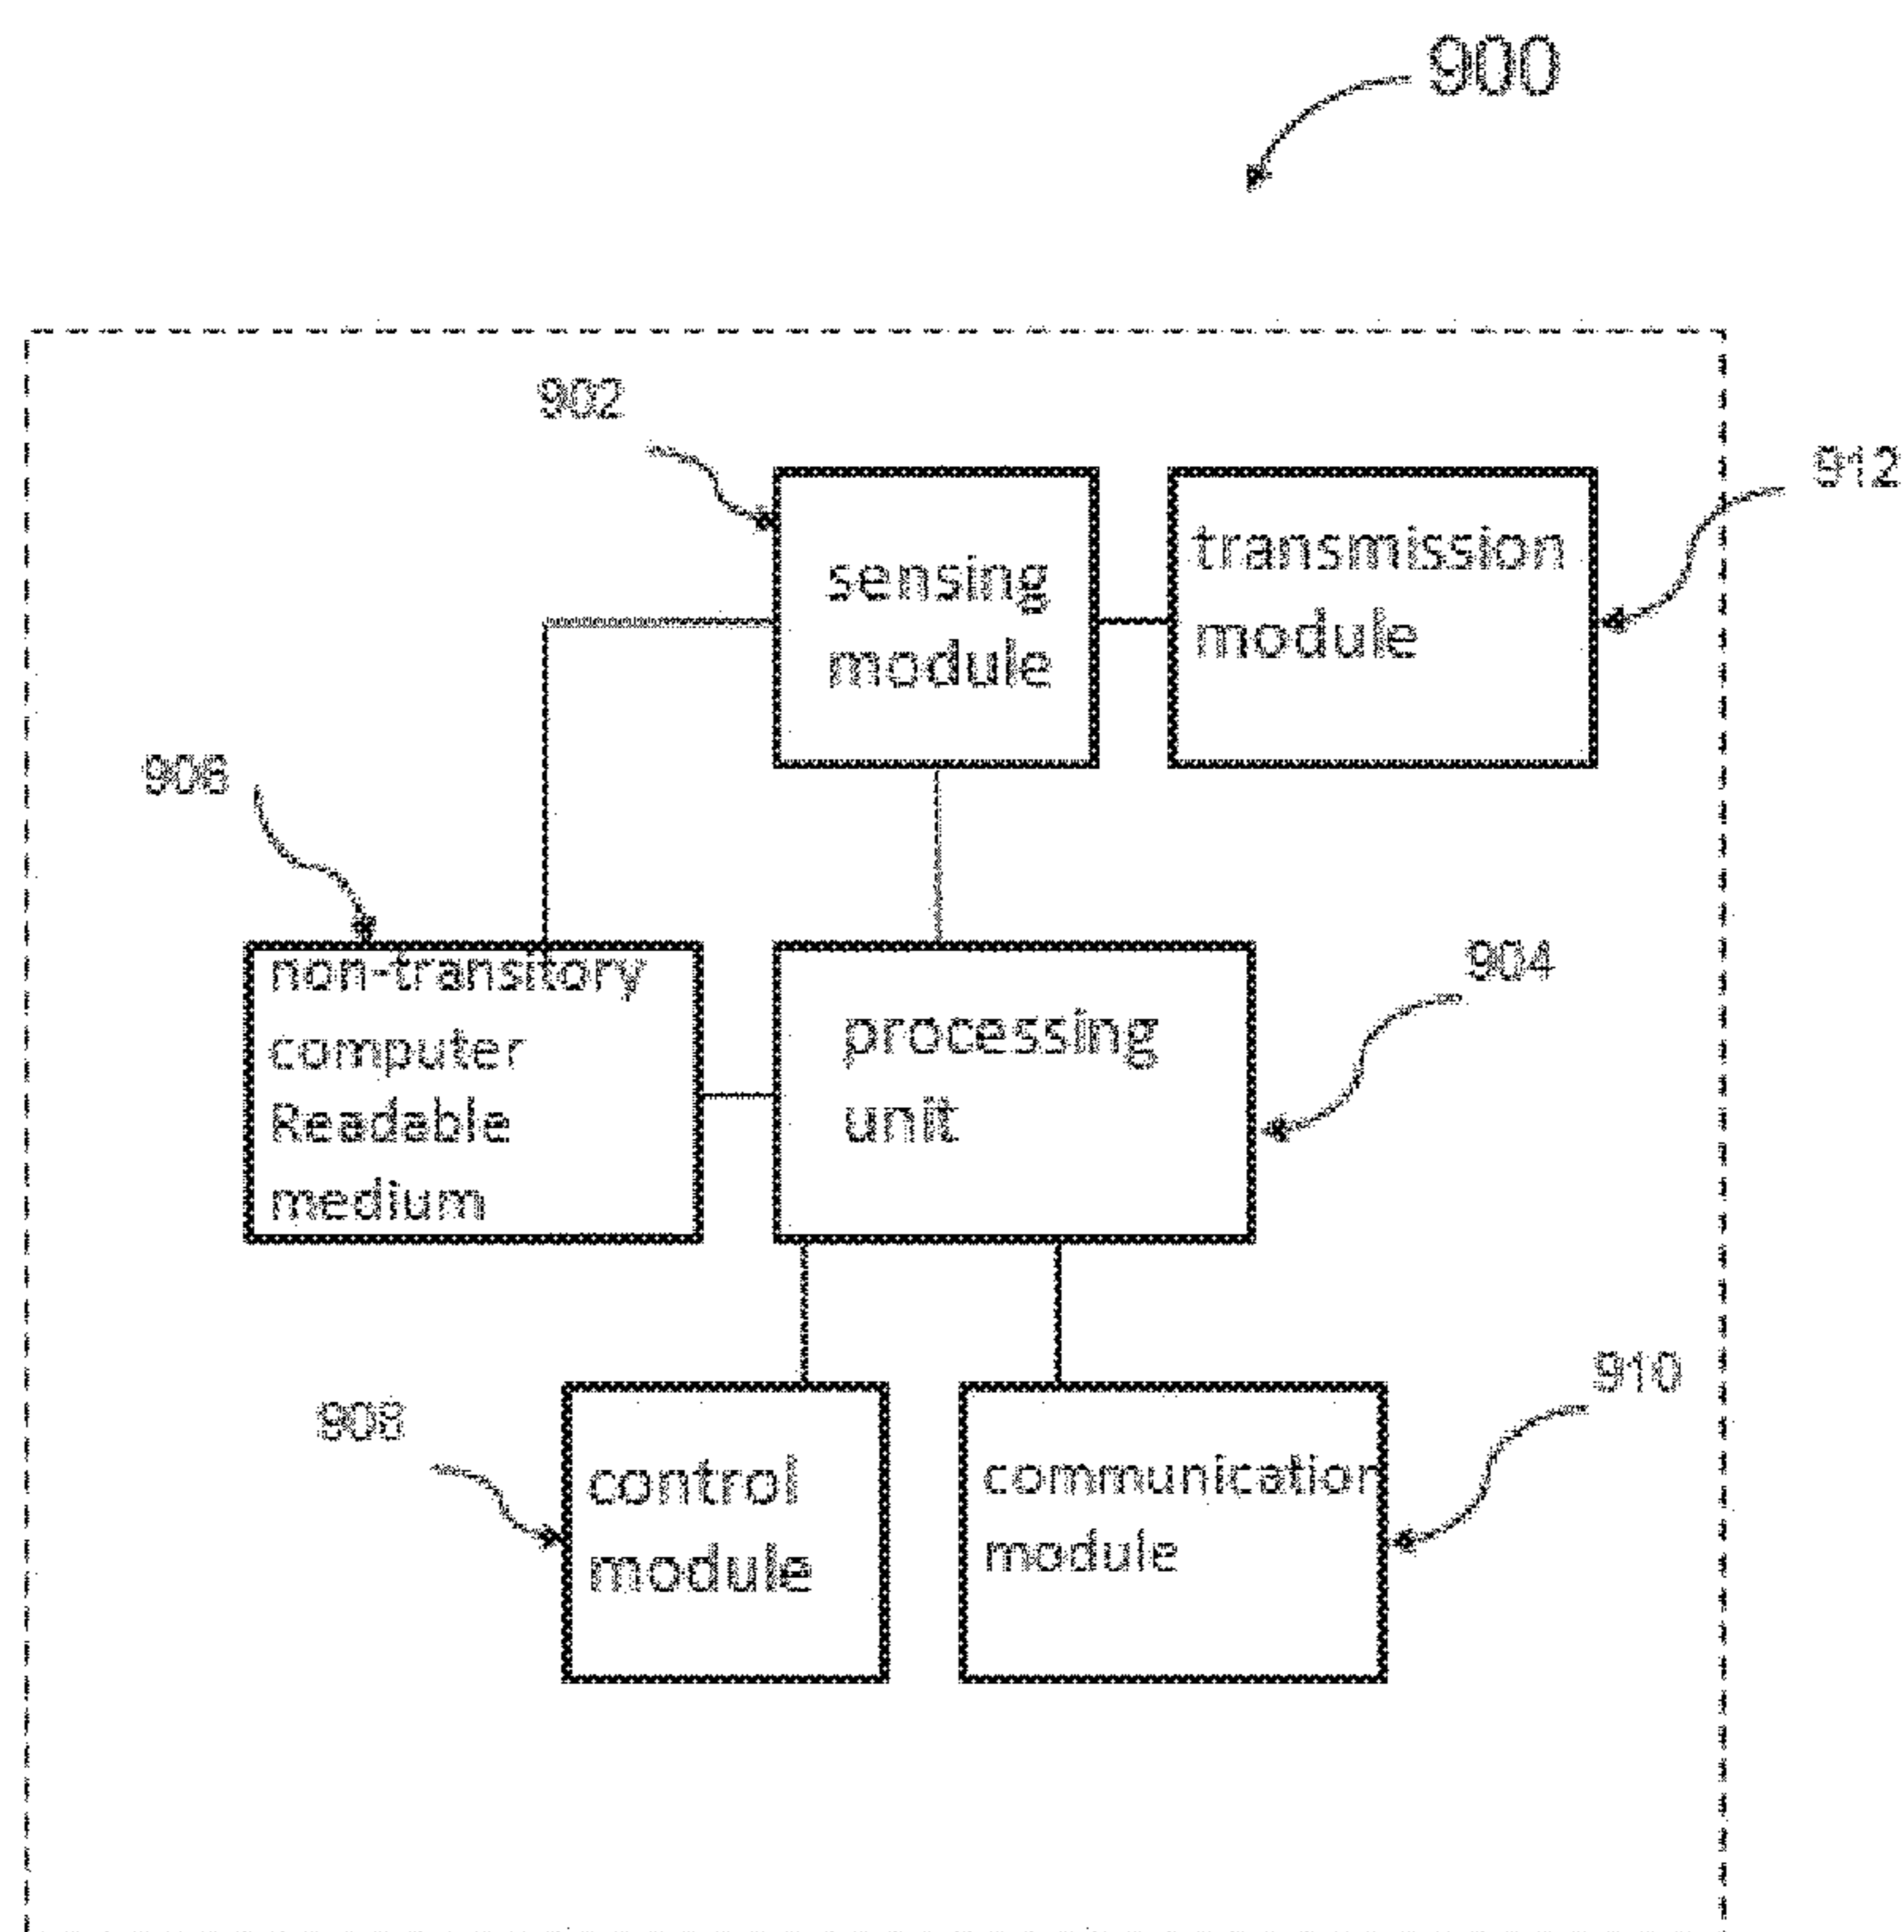 900
902
912
sensing
module
transmission
module
906
non-transitory
computer
Readable
medium
processing
unit
904
908
control
module
communication
module
910